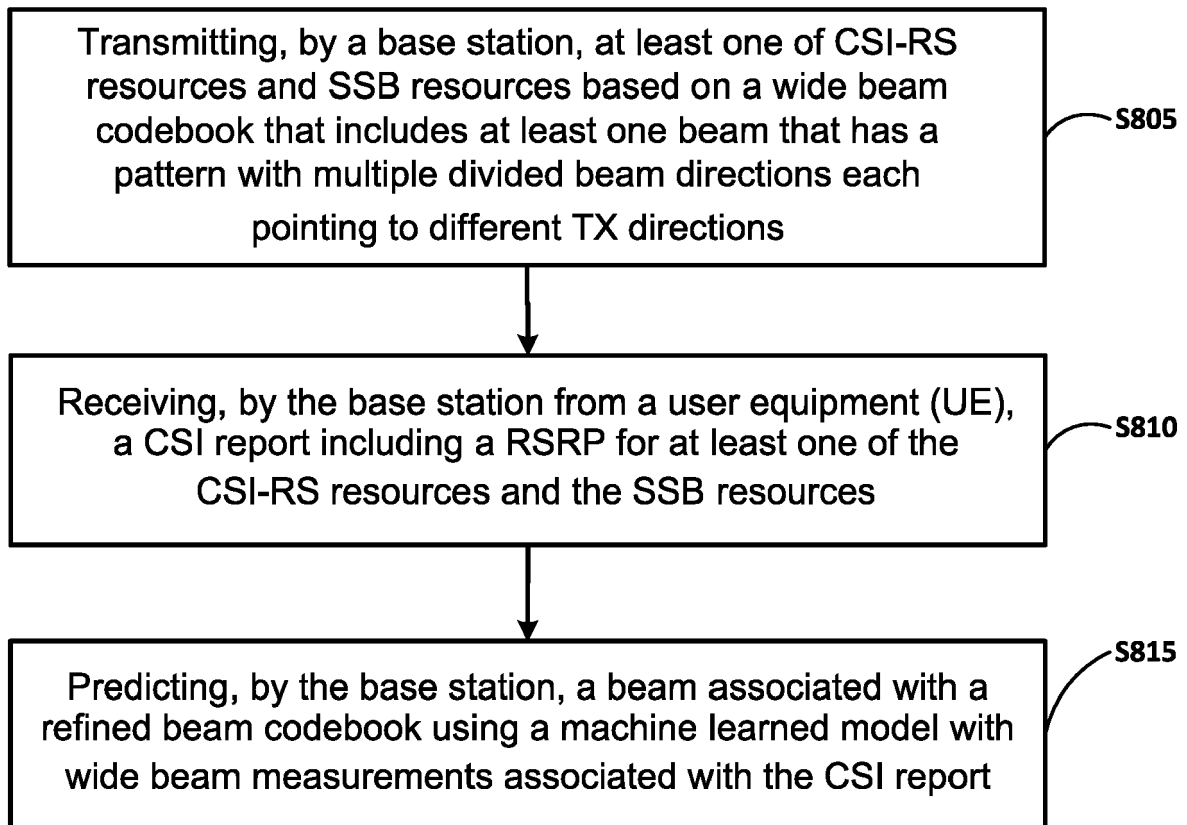 Transmitting, by a base station, at least one of CSI-RS
resources and SSB resources based on a wide beam
codebook that includes at least one beam that has a
pattern with multiple divided beam directions each
pointing to different TX directions
S805
Receiving, by the base station from a user equipment (UE),
a CSI report including a RSRP for at least one of the
CSI-RS resources and the SSB resources
S810
Predicting, by the base station, a beam associated with a
refined beam codebook using a machine learned model with
wide beam measurements associated with the CSI report
S815